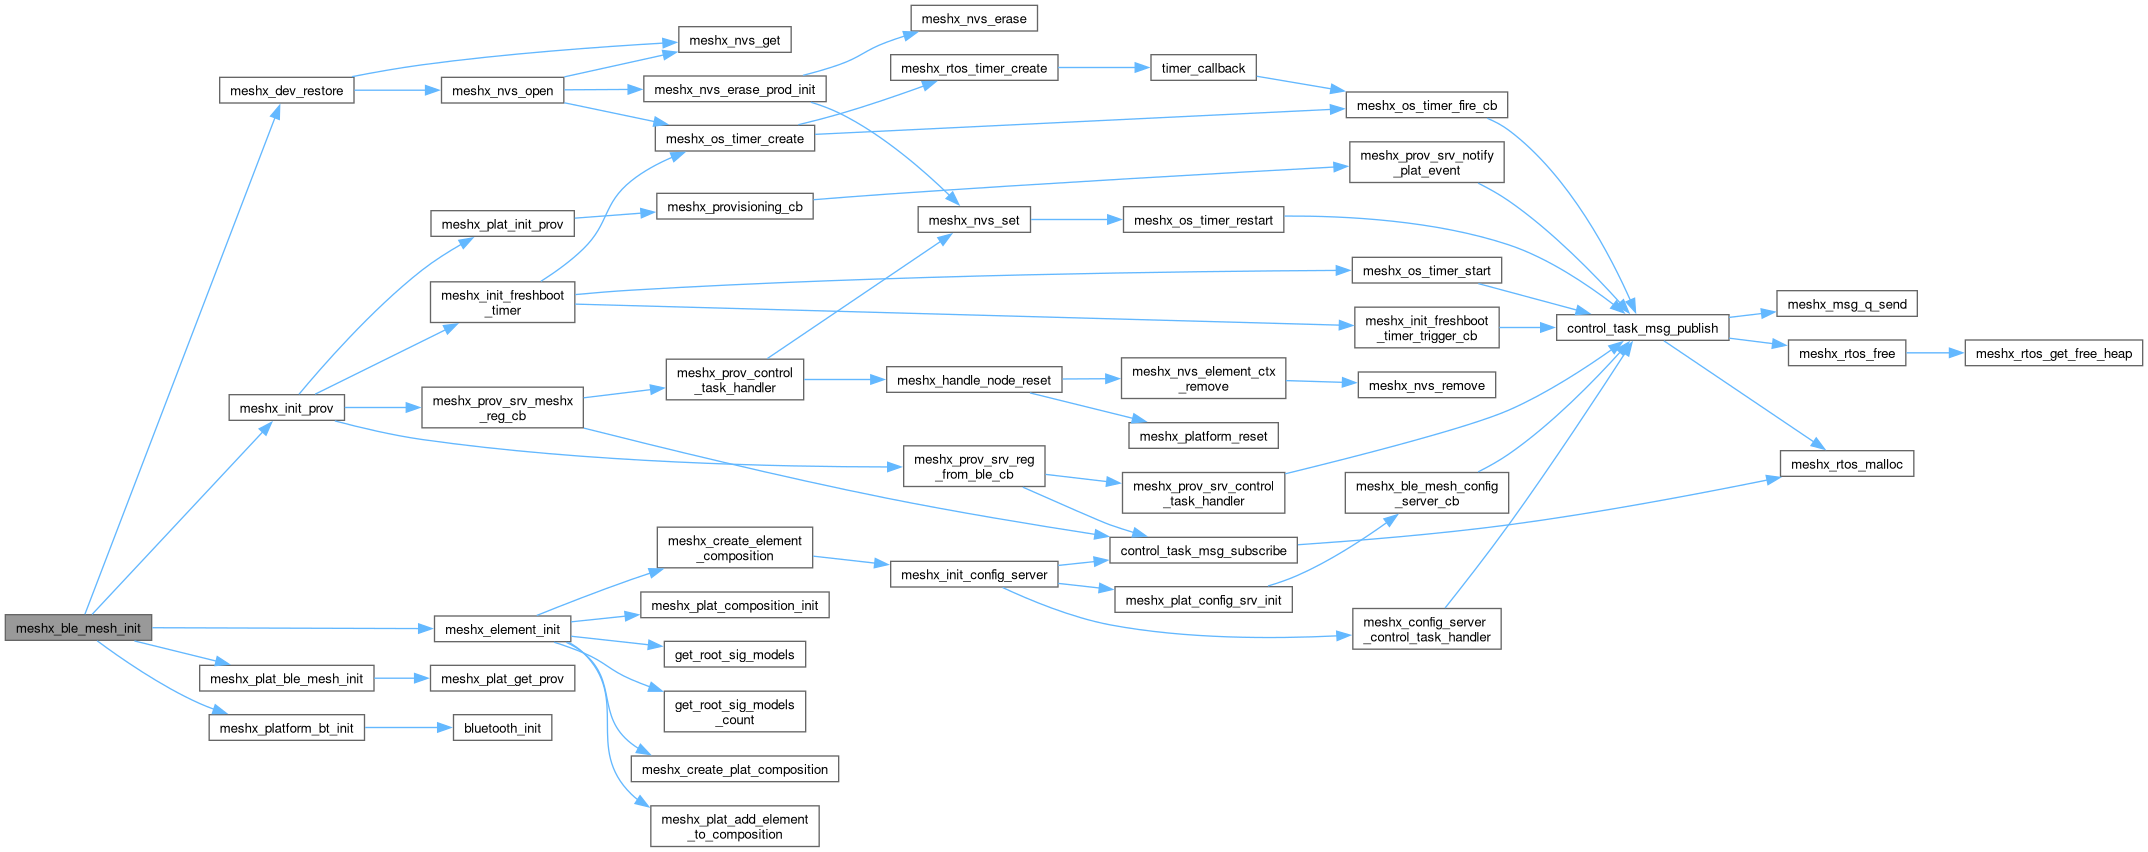 meshx_ble_mesh_init
meshx_dev_restore
meshx_init_prov
meshx_plat_ble_mesh_init
meshx_platform_bt_init
meshx_nvs_open
meshx_plat_init_prov
meshx_init_freshboot
_timer
meshx_prov_srv_meshx
_reg_cb
meshx_element_init
meshx_plat_get_prov
bluetooth_init
meshx_nvs_get
meshx_nvs_erase_prod_init
meshx_os_timer_create
meshx_provisioning_cb
meshx_prov_control
_task_handler
meshx_create_element
_composition
meshx_plat_composition_init
get_root_sig_models
get_root_sig_models
_count
meshx_create_plat_composition
meshx_plat_add_element
_to_composition
meshx_nvs_erase
meshx_rtos_timer_create
meshx_nvs_set
meshx_handle_node_reset
meshx_prov_srv_reg
_from_ble_cb
meshx_init_config_server
timer_callback
meshx_os_timer_restart
meshx_nvs_element_ctx
_remove
meshx_platform_reset
meshx_prov_srv_control
_task_handler
control_task_msg_subscribe
meshx_plat_config_srv_init
meshx_os_timer_fire_cb
meshx_prov_srv_notify
_plat_event
meshx_os_timer_start
meshx_init_freshboot
_timer_trigger_cb
meshx_nvs_remove
meshx_ble_mesh_config
_server_cb
meshx_config_server
_control_task_handler
control_task_msg_publish
meshx_msg_q_send
meshx_rtos_free
meshx_rtos_malloc
meshx_rtos_get_free_heap